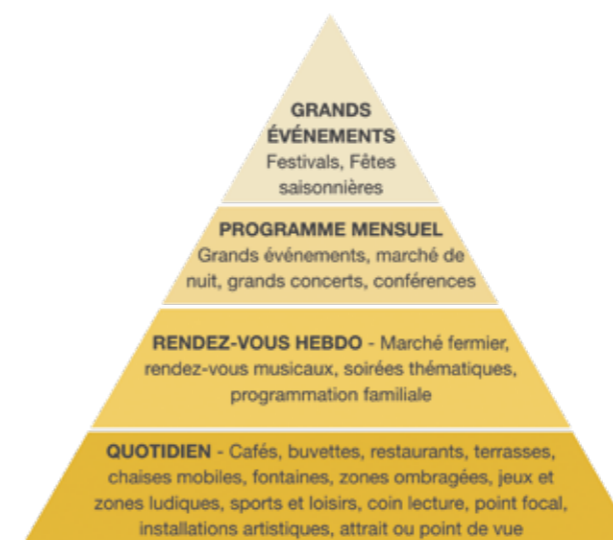 GRANDS
ÉVÉNEMENTS
Festivals, Fêtes
saisonnières
PROGRAMME MENSUEL
Grands événements, marché de
nuit, grands concerts, conférences
RENDEZ-VOUS HEBDO - Marché fermier,
rendez-vous musicaux, soirées thématiques,
programmation familiale
QUOTIDIEN - Cafés, buvettes, restaurants, terrasses,
chaises mobiles, fontaines, zones ombragées, jeux et
zones ludiques, sports et loisirs, coin lecture, point focal,
installations artistiques, attrait ou point de vue